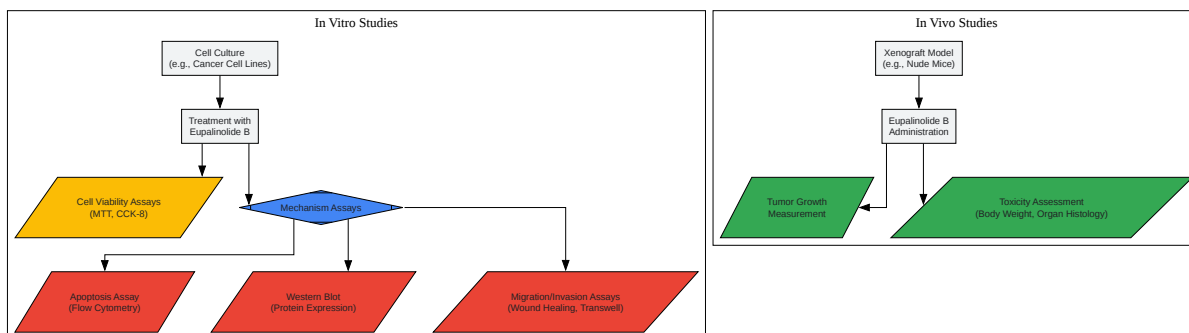 In Vitro Studies
Cell Culture
(e.g., Cancer Cell Lines)
Treatment with
Eupalinolide B
Cell Viability Assays
(MTT, CCK-8)
Mechanism Assays
Apoptosis Assay
(Flow Cytometry)
Western Blot
(Protein Expression)
Migration/Invasion Assays
(Wound Healing, Transwell)
In Vivo Studies
Xenograft Model
(e.g., Nude Mice)
Eupalinolide B
Administration
Tumor Growth
Measurement
Toxicity Assessment
(Body Weight, Organ Histology)